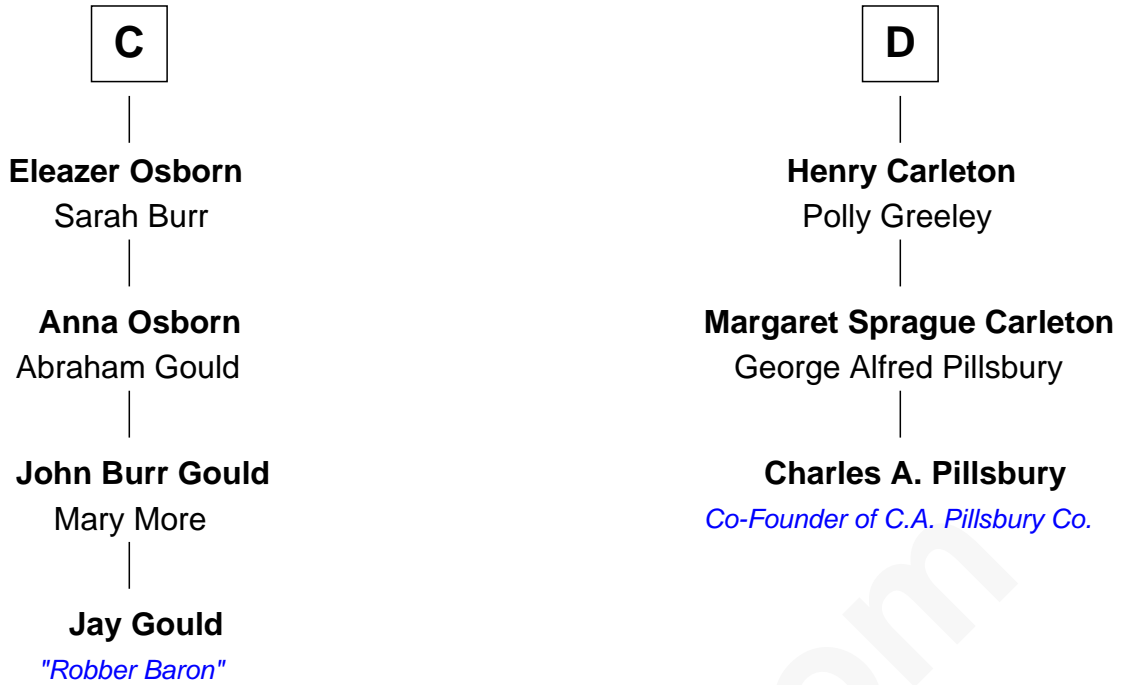 C
Eleazer Osborn
Sarah Burr
Anna Osborn
Abraham Gould
John Burr Gould
Mary More
Jay Gould
"Robber Baron"
D
Henry Carleton
Polly Greeley
Margaret Sprague Carleton
George Alfred Pillsbury
Charles A. Pillsbury
Co-Founder of C.A. Pillsbury Co.
om